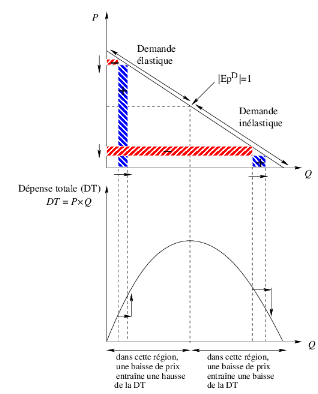 P
Demande
élastique
|Ep^D|=1
Demande
inélastique
Q
Dépense totale (DT)
DT = P×Q
Q
dans cette région,
une baisse de prix
entraîne une hausse
de la DT
dans cette région,
une baisse de prix
entraîne une baisse
de la DT